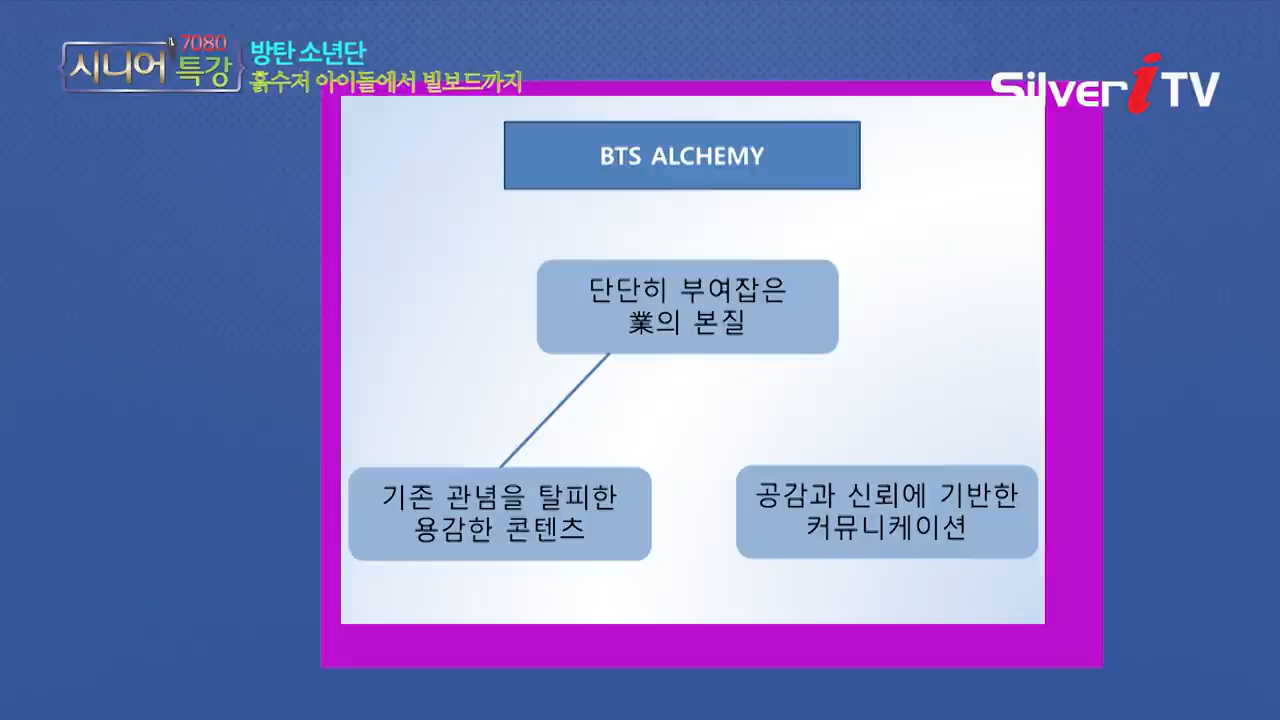 7080
시니어 특강
방탄 소년단
흙수저 아이돌에서 빌보드까지
Silver i TV
BTS ALCHEMY
단단히 부여잡은
業의 본질
기존 관념을 탈피한
용감한 콘텐츠
공감과 신뢰에 기반한
커뮤니케이션